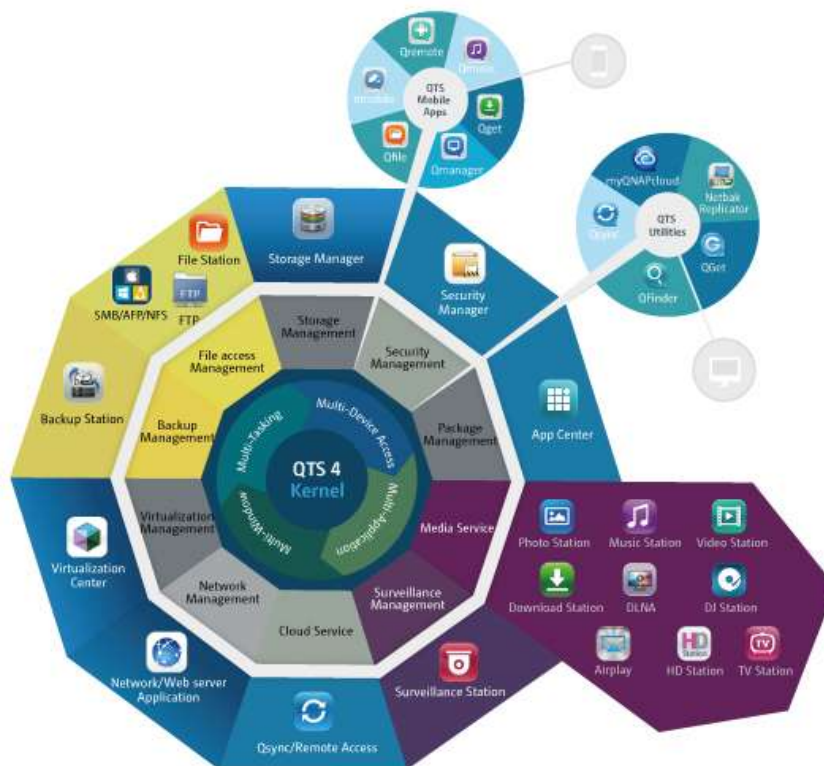 Qremote
Qmusic
QTS
Mobile
Apps
Qget
Qfile
Qmanager
myQNAPcloud
Netbak
Replicator
Qsync
QTS
Utilities
QGet
QFinder
File Station
Storage Manager
SMB/AFP/NFS
FTP
FTP
Security
Manager
Storage
Management
File access
Management
Security
Management
Backup Station
Backup
Management
Multi-Tasking
Multi-Device Access
Package
Management
App Center
QTS 4
Kernel
Multi-Window
Multi-Application
Virtualization
Management
Media Service
Virtualization
Center
Photo Station
Music Station
Video Station
Network
Management
Surveillance
Management
Cloud Service
Download Station
DLNA
DJ Station
Network/Web server
Application
Surveillance Station
Qsync/Remote Access
HD
Station
TV
Airplay
HD Station
TV Station